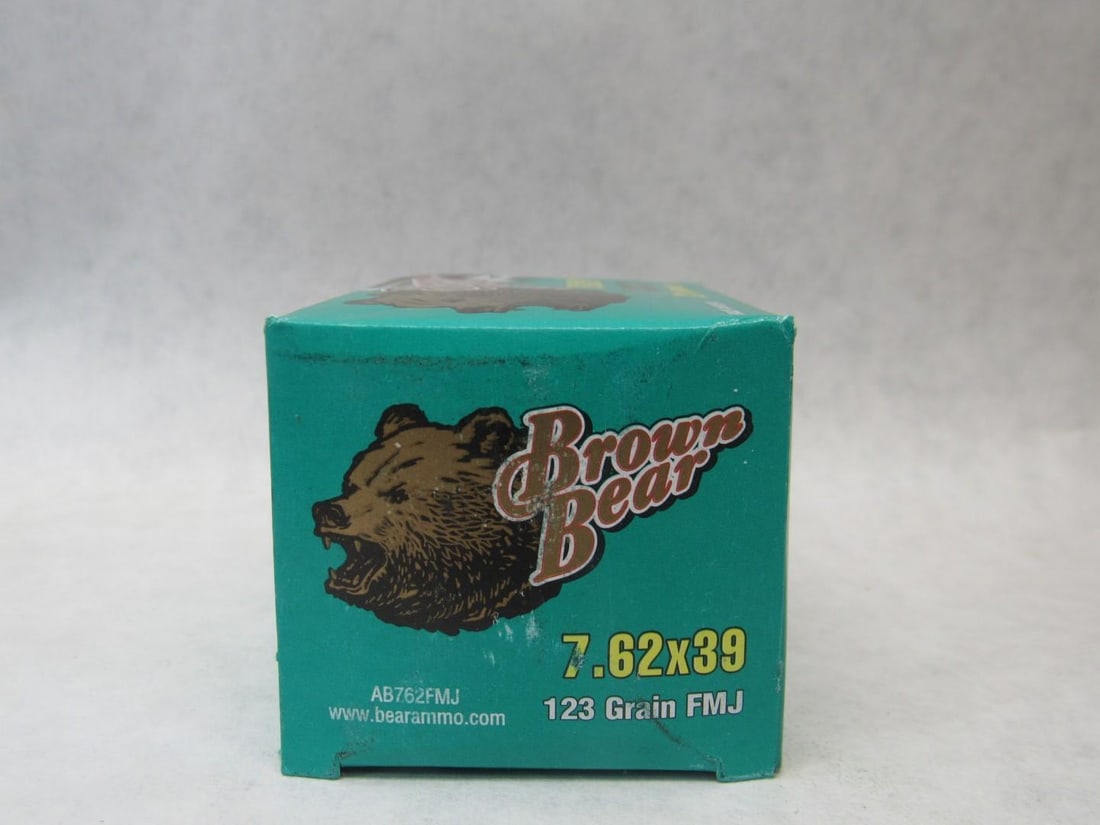 Brown
Bear
7.62x39
123 Grain FMJ
AB762FMJ
www.bearammo.com